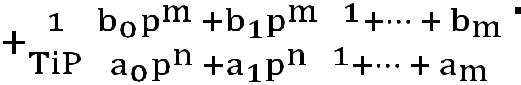 + 1/TiP b₀pᵐ +b₁pᵐ ¹+⋯ + bₘ / a₀pⁿ +a₁pⁿ ¹+⋯ + aₘ .